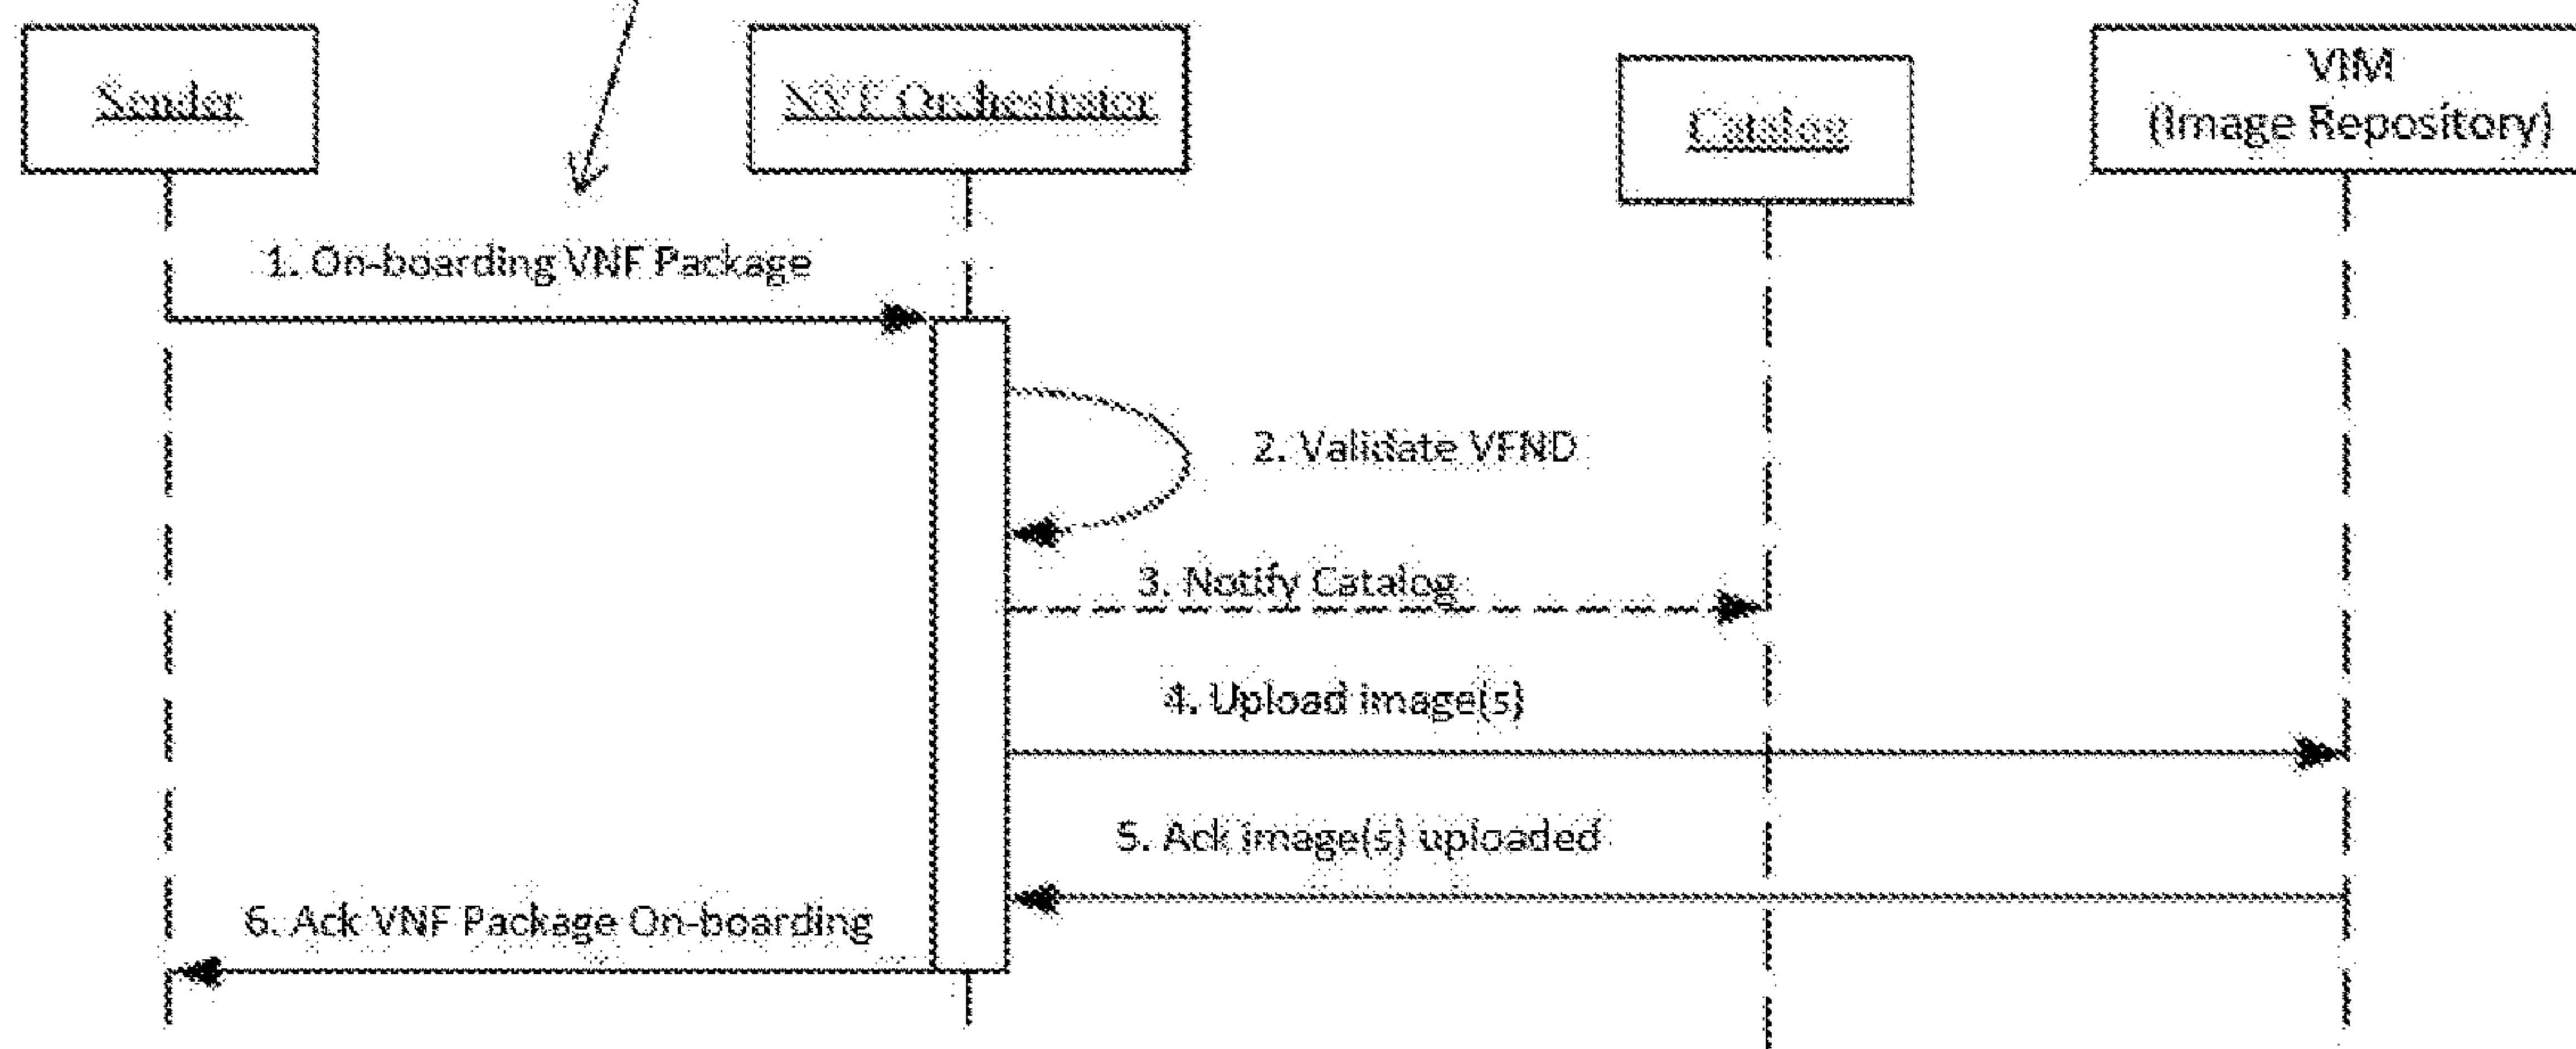 Sender
Orchestrator
Catalog
VIM
(Image Repository)
1. On-boarding VNF Package
2. Validate VFND
3. Notify Catalog
4. Upload image(s)
5. Ack image(s) uploaded
6. Ack VNF Package On-boarding